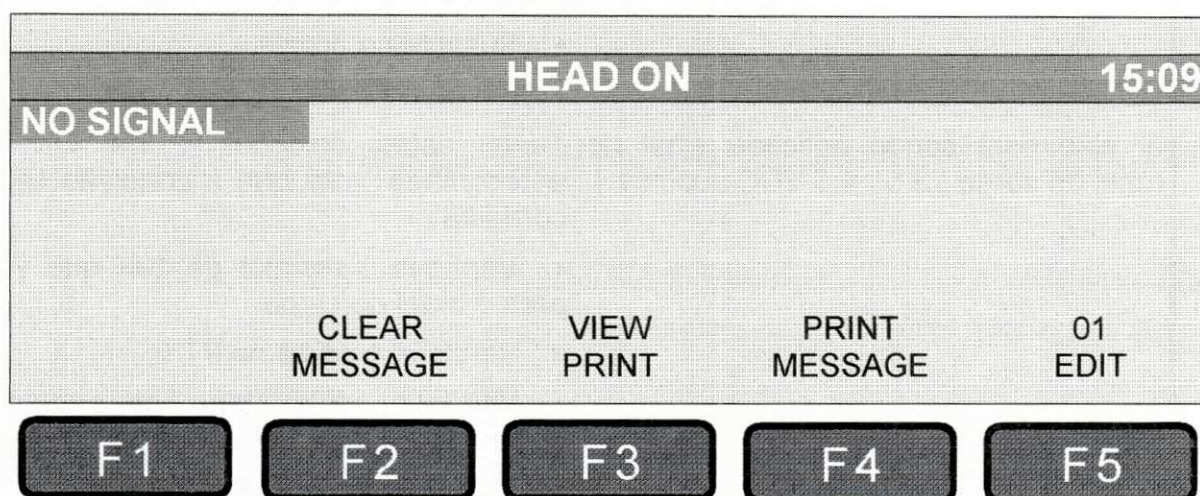 HEAD ON 15:09
NO SIGNAL
CLEAR VIEW PRINT 01
MESSAGE PRINT MESSAGE EDIT
F1 F2 F3 F4 F5